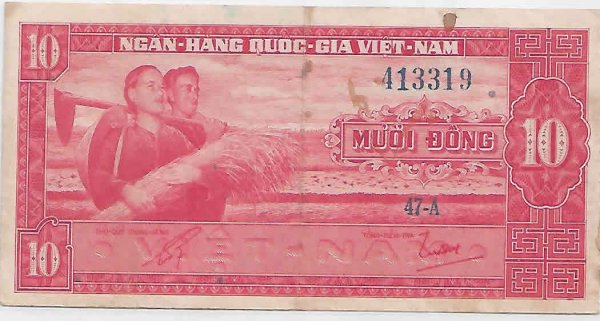 NGÂN-HÀNG QUỐC-GIA VIỆT-NAM
10
413319
MƯỜI ĐỒNG
10
47-A
VIỆT-NAM
10